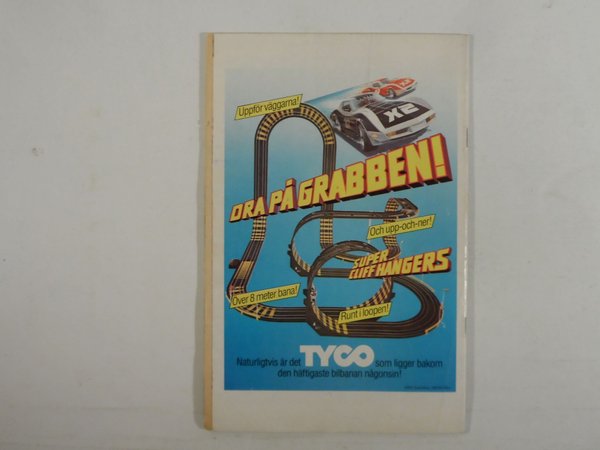 Uppför väggarna!
X2
DRA PÅ GRABBEN!
Och upp-och-ner!
SUPER
CLIFF HANGERS
Över 8 meter bana!
Runt i loopen!
Naturligtvis är det TYCO som ligger bakom
den häftigaste bilbanan någonsin!